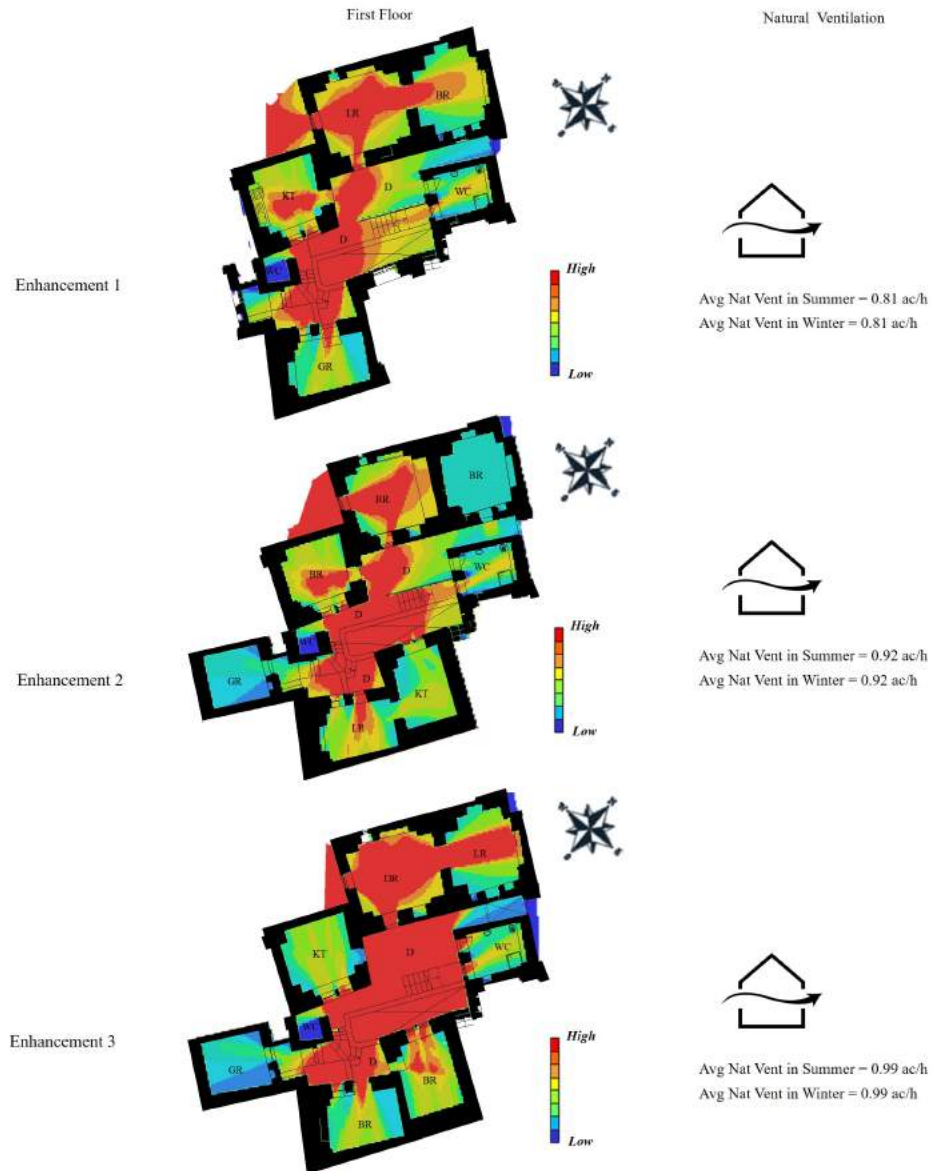 First Floor
Natural Ventilation
LR
BR
KT
D
WC
D
WC
GR
Enhancement 1
High
Low
Avg Nat Vent in Summer = 0.81 ac/h
Avg Nat Vent in Winter = 0.81 ac/h
BR
BR
BR
D
WC
D
WC
GR
D
KT
LR
Enhancement 2
High
Low
Avg Nat Vent in Summer = 0.92 ac/h
Avg Nat Vent in Winter = 0.92 ac/h
LR
KT
D
WC
WC
GR
D
BR
BR
Enhancement 3
High
Low
Avg Nat Vent in Summer = 0.99 ac/h
Avg Nat Vent in Winter = 0.99 ac/h